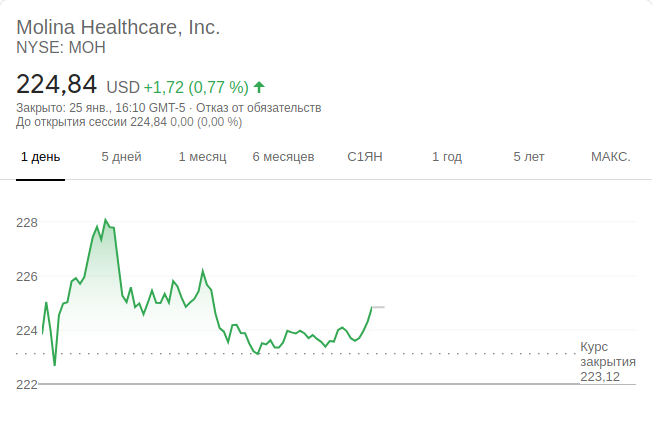 Molina Healthcare, Inc.
NYSE: MOH
224,84 USD +1,72 (0,77 %)
Закрыто: 25 янв., 16:10 GMT-5 · Отказ от обязательств
До открытия сессии 224,84 0,00 (0,00 %)
1 день 5 дней 1 месяц 6 месяцев С1ЯН 1 год 5 лет МАКС.
228
226
224
222
Курс
закрытия
223,12